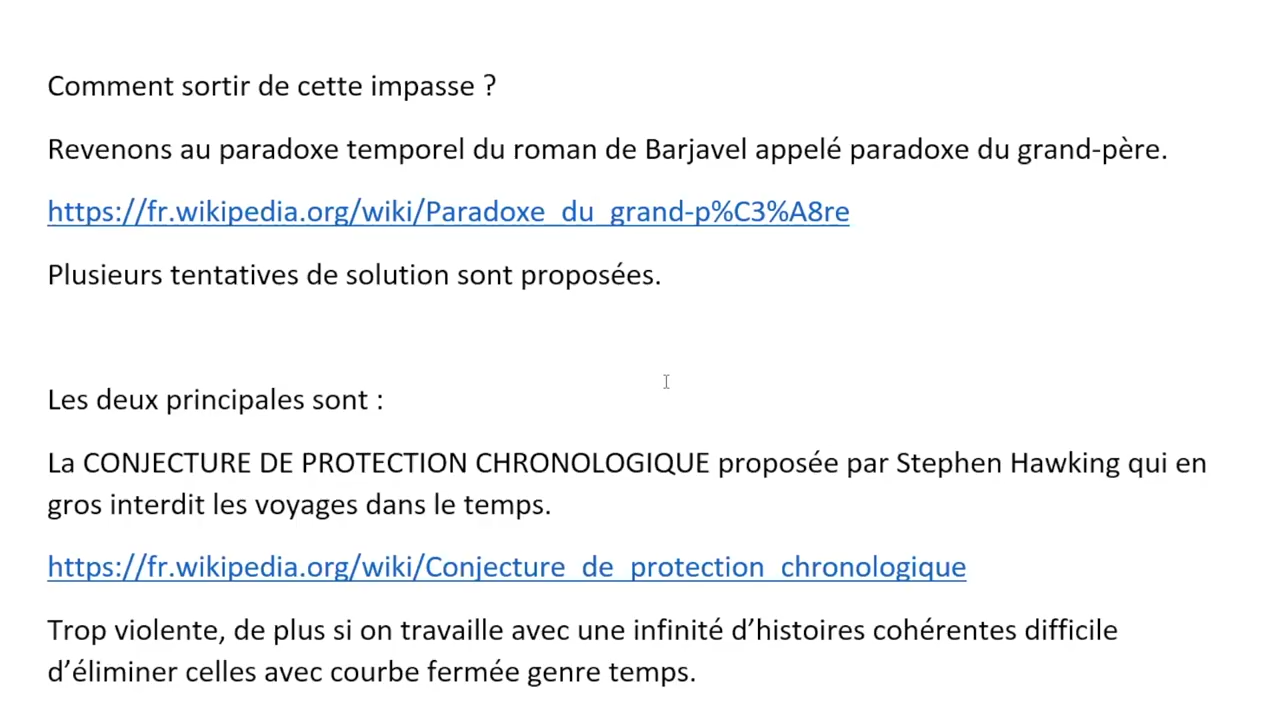 Comment sortir de cette impasse ?
Revenons au paradoxe temporel du roman de Barjavel appelé paradoxe du grand-père.
https://fr.wikipedia.org/wiki/Paradoxe_du_grand-p%C3%A8re
Plusieurs tentatives de solution sont proposées.
Les deux principales sont :
La CONJECTURE DE PROTECTION CHRONOLOGIQUE proposée par Stephen Hawking qui en
gros interdit les voyages dans le temps.
https://fr.wikipedia.org/wiki/Conjecture_de_protection_chronologique
Trop violente, de plus si on travaille avec une infinité d’histoires cohérentes difficile
d’éliminer celles avec courbe fermée genre temps.